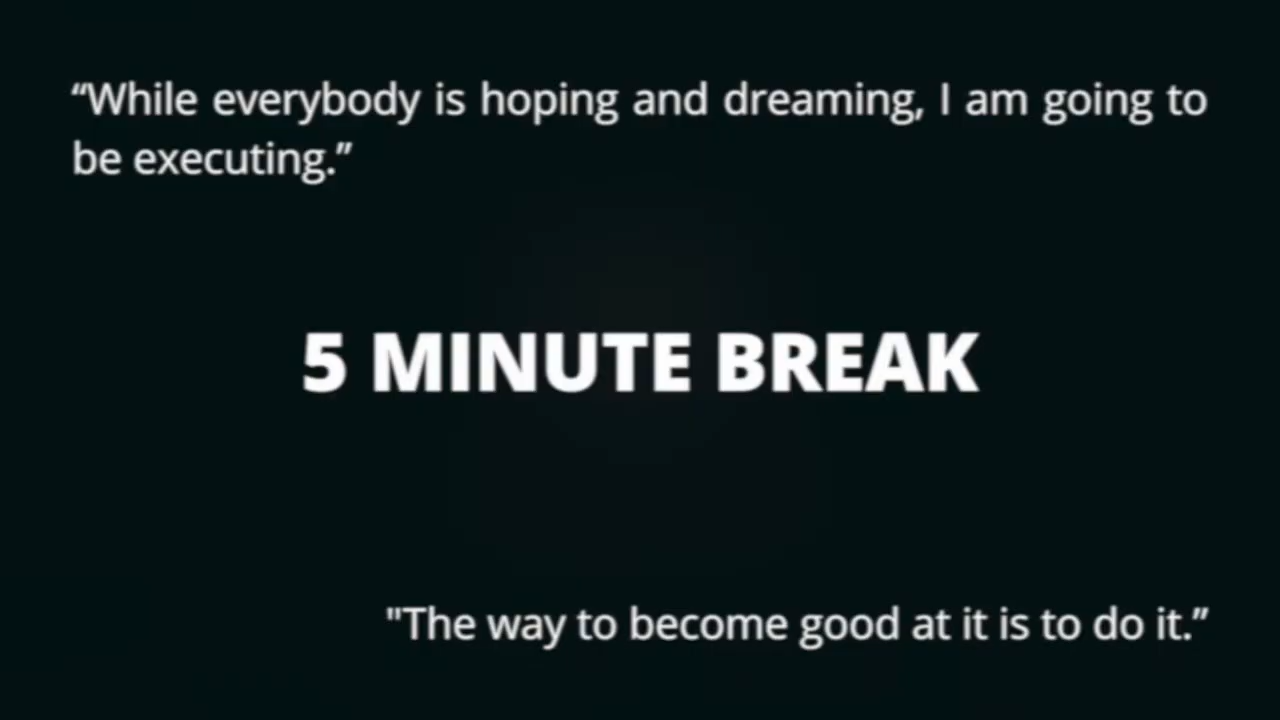 “While everybody is hoping and dreaming, I am going to
be executing.”
5 MINUTE BREAK
"The way to become good at it is to do it.”